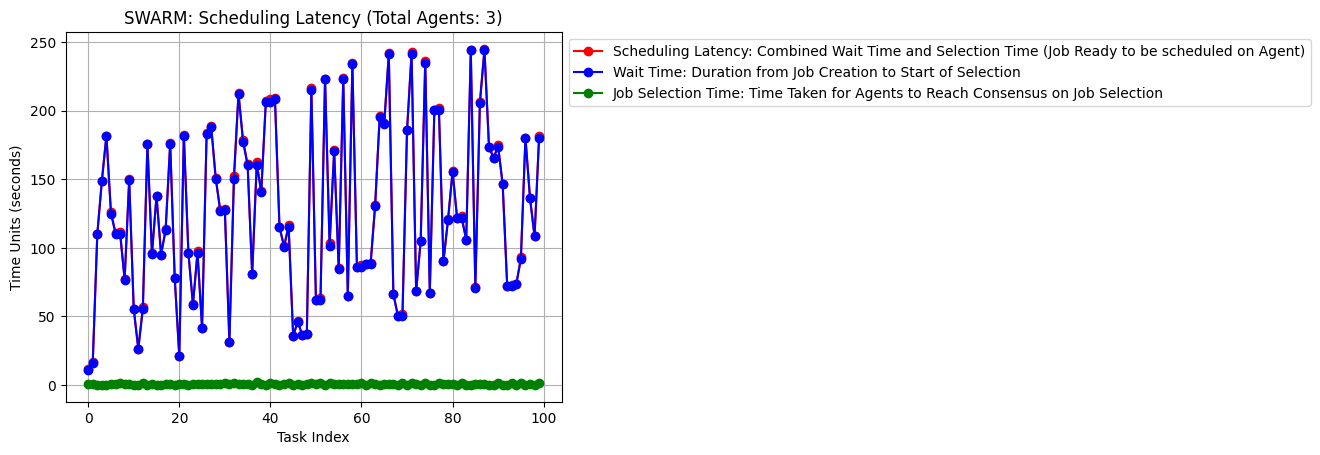 SWARM: Scheduling Latency (Total Agents: 3)
250
200
150
100
50
0
Time Units (seconds)
0 20 40 60 80 100
Task Index
Scheduling Latency: Combined Wait Time and Selection Time (Job Ready to be scheduled on Agent)
Wait Time: Duration from Job Creation to Start of Selection
Job Selection Time: Time Taken for Agents to Reach Consensus on Job Selection